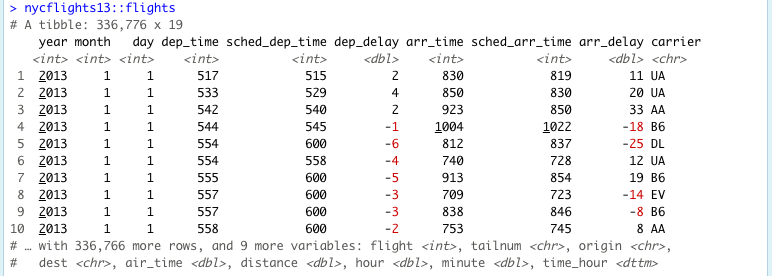 > nycflights13::flights
# A tibble: 336,776 x 19
    year month   day dep_time sched_dep_time dep_delay arr_time sched_arr_time arr_delay carrier
   <int> <int> <int>    <int>          <int>     <dbl>    <int>          <int>     <dbl> <chr>
 1  2013     1     1      517            515         2      830            819        11 UA
 2  2013     1     1      533            529         4      850            830        20 UA
 3  2013     1     1      542            540         2      923            850        33 AA
 4  2013     1     1      544            545        -1     1004           1022       -18 B6
 5  2013     1     1      554            600        -6      812            837       -25 DL
 6  2013     1     1      554            558        -4      740            728        12 UA
 7  2013     1     1      555            600        -5      913            854        19 B6
 8  2013     1     1      557            600        -3      709            723       -14 EV
 9  2013     1     1      557            600        -3      838            846        -8 B6
10  2013     1     1      558            600        -2      753            745         8 AA
# … with 336,766 more rows, and 9 more variables: flight <int>, tailnum <chr>, origin <chr>,
#   dest <chr>, air_time <dbl>, distance <dbl>, hour <dbl>, minute <dbl>, time_hour <dttm>